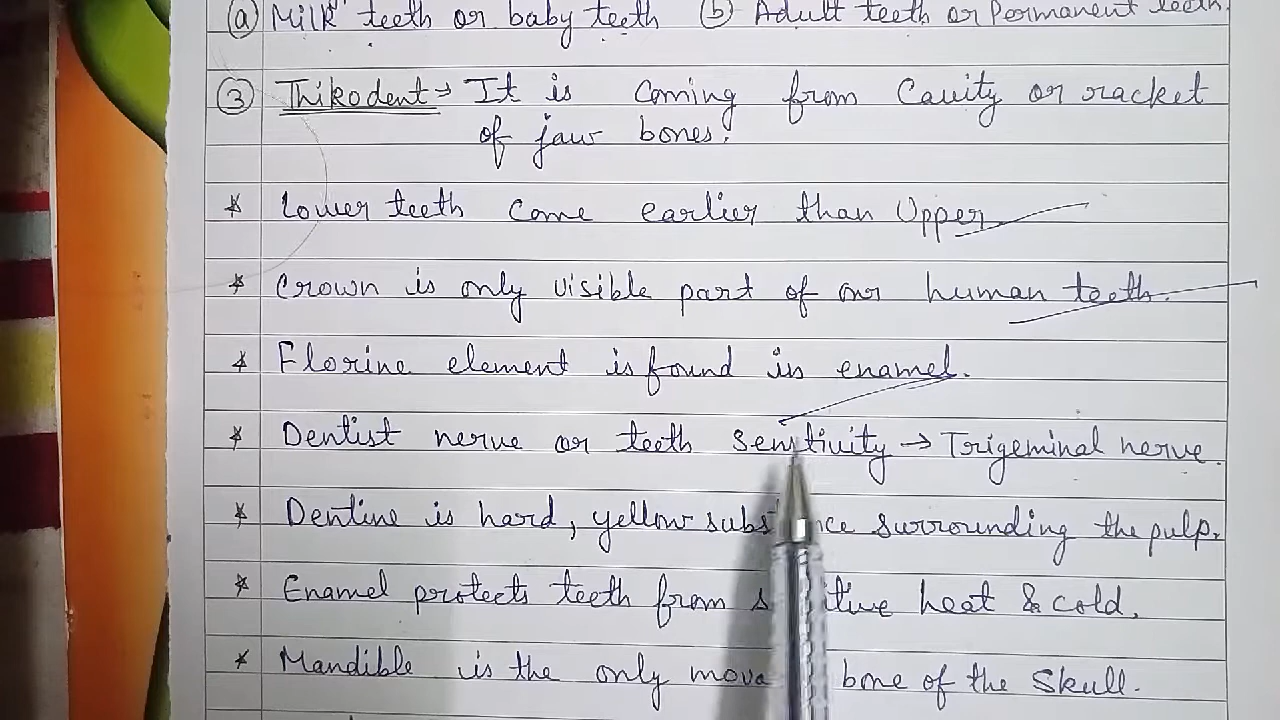 (a) Milk teeth or baby teeth (b) Adult teeth or Permanent teeth.
(3) Thikodent → It is coming from Cavity or racket
of jaw bones.
* Lower teeth come earlier than Upper
* Crown is only visible part of our human teeth.
* Florine element is found in enamel.
* Dentist nerve or teeth sensitivity → Trigeminal nerve.
* Dentine is hard, yellow subs nce surrounding the pulp.
* Enamel protects teeth from s itive heat & cold.
* Mandible is the only mova bone of the skull.